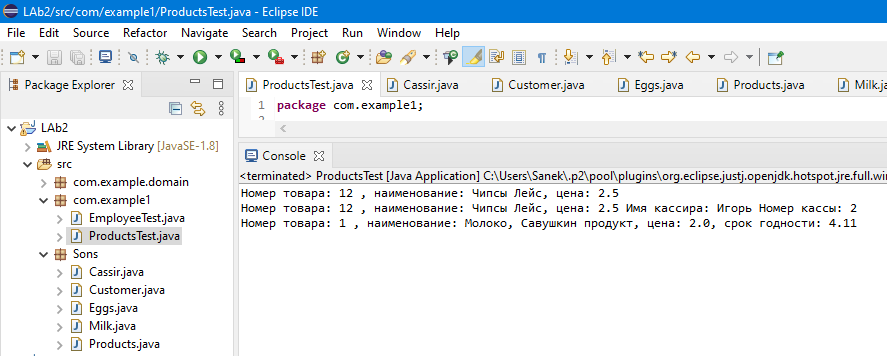 LAb2/src/com/example1/ProductsTest.java - Eclipse IDE
File Edit Source Refactor Navigate Search Project Run Window Help
Package Explorer
LAb2
JRE System Library [JavaSE-1.8]
src
com.example.domain
com.example1
EmployeeTest.java
ProductsTest.java
Sons
Cassir.java
Customer.java
Eggs.java
Milk.java
Products.java
ProductsTest.java Cassir.java Customer.java Eggs.java Products.java Milk.ja
1 package com.example1;
Console
<terminated> ProductsTest [Java Application] C:\Users\Sanek\.p2\pool\plugins\org.eclipse.justj.openjdk.hotspot.jre.full.wi
Номер товара: 12 , наименование: Чипсы Лейс, цена: 2.5
Номер товара: 12 , наименование: Чипсы Лейс, цена: 2.5 Имя кассира: Игорь Номер кассы: 2
Номер товара: 1 , наименование: Молоко, Савушкин продукт, цена: 2.0, срок годности: 4.11